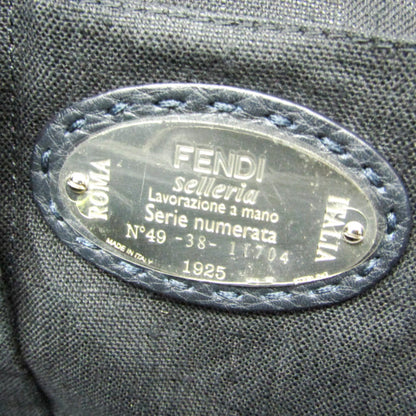 FENDI
Selleria
Lavorazione a mano
Serie numerata
N° 49 -38- 11704
1925
ROMA
ITALIA
MADE IN ITALY